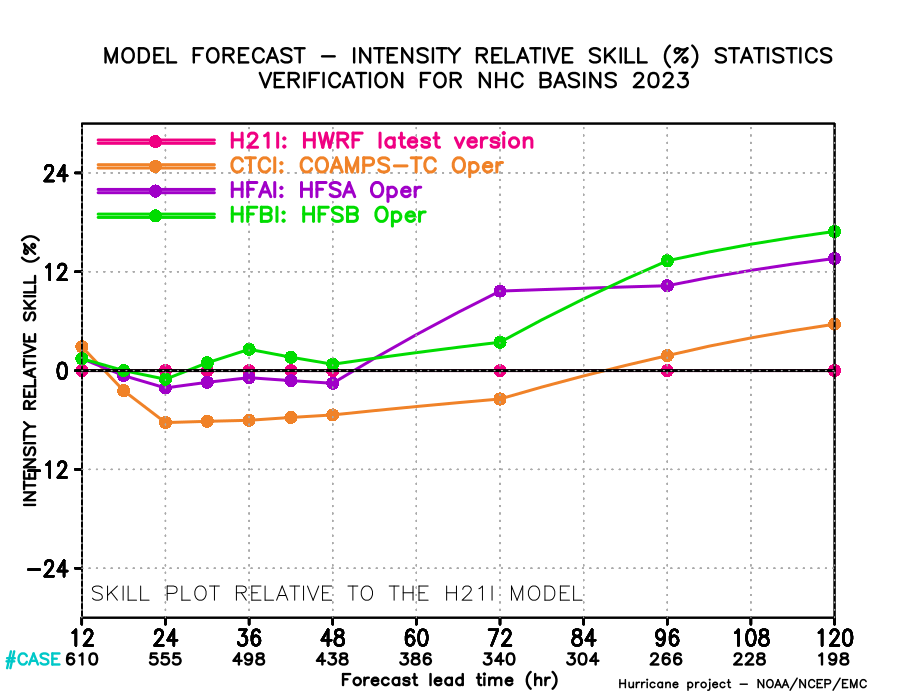 MODEL FORECAST – INTENSITY RELATIVE SKILL (%) STATISTICS
VERIFICATION FOR NHC BASINS 2023
H21I: HWRF latest version
CTCI: COAMPS–TC Oper
HFAI: HFSA Oper
HFBI: HFSB Oper
INTENSITY RELATIVE SKILL (%)
24
12
0
–12
–24
SKILL PLOT RELATIVE TO THE H21I MODEL
12 24 36 48 60 72 84 96 108 120
#CASE 610 555 498 438 386 340 304 266 228 198
Forecast lead time (hr)
Hurricane project – NOAA/NCEP/EMC